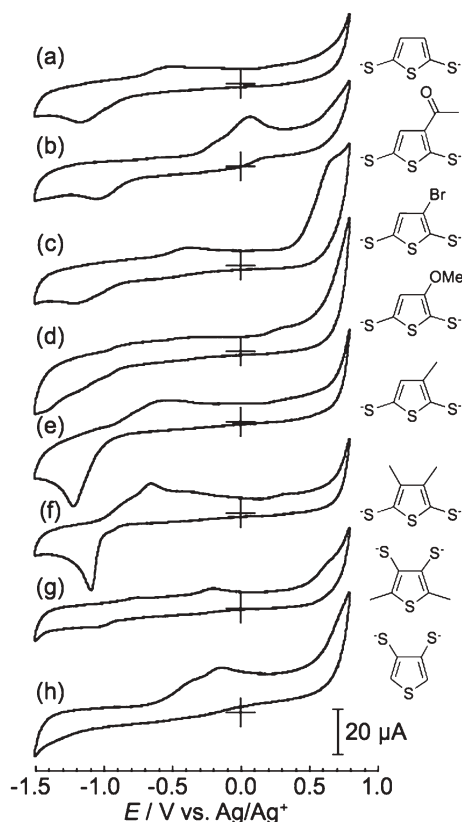 (a)
-S S S-
O
(b)
-S S S-
Br
(c)
-S S S-
OMe
(d)
-S S S-
(e)
-S S S-
(f)
-S S S-
-S S-
(g)
S
-S S-
(h)
S
20 μA
-1.5 -1.0 -0.5 0.0 0.5 1.0
E / V vs. Ag/Ag+